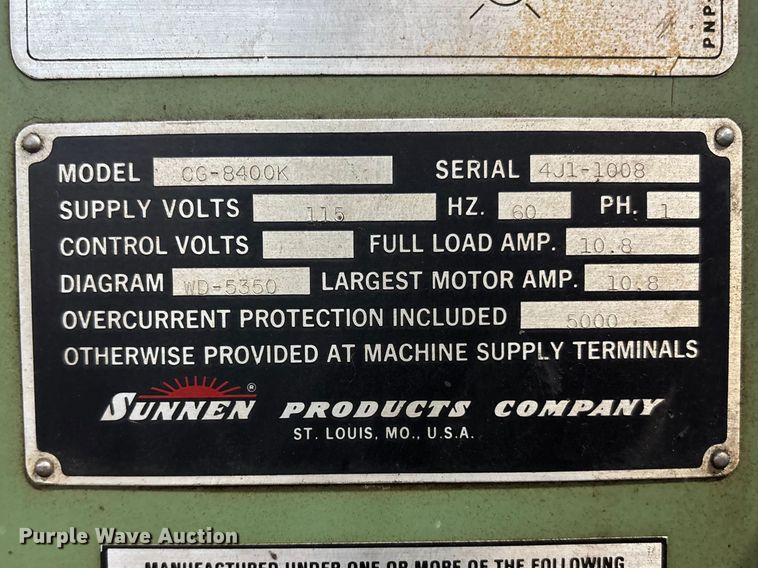 PNP
MODEL CG-8400K SERIAL 4J1-1008
SUPPLY VOLTS 115 HZ. 60 PH. 1
CONTROL VOLTS FULL LOAD AMP. 10.8
DIAGRAM WD-5350 LARGEST MOTOR AMP. 10.8
OVERCURRENT PROTECTION INCLUDED 5000
OTHERWISE PROVIDED AT MACHINE SUPPLY TERMINALS
SUNNEN® PRODUCTS COMPANY
ST. LOUIS, MO., U.S.A.
Purple Wave Auction
MANUFACTURED UNDER ONE OR MORE OF THE FOLLOWING